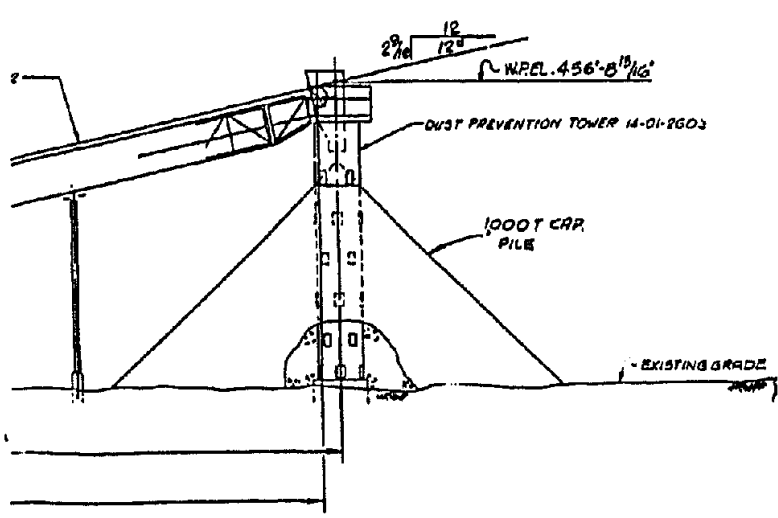 12
2 9/16
12"
W.P. EL. 456'-8 13/16"
DUST PREVENTION TOWER 14-01-2603
1000 T CAP.
PILE
EXISTING GRADE